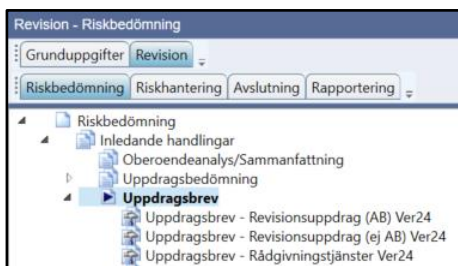 Revision - Riskbedömning
Grunduppgifter Revision
Riskbedömning Riskhantering Avslutning Rapportering
Riskbedömning
Inledande handlingar
Oberoendeanalys/Sammanfattning
Uppdragsbedömning
Uppdragsbrev
Uppdragsbrev - Revisionsuppdrag (AB) Ver24
Uppdragsbrev - Revisionsuppdrag (ej AB) Ver24
Uppdragsbrev - Rådgivningstjänster Ver24